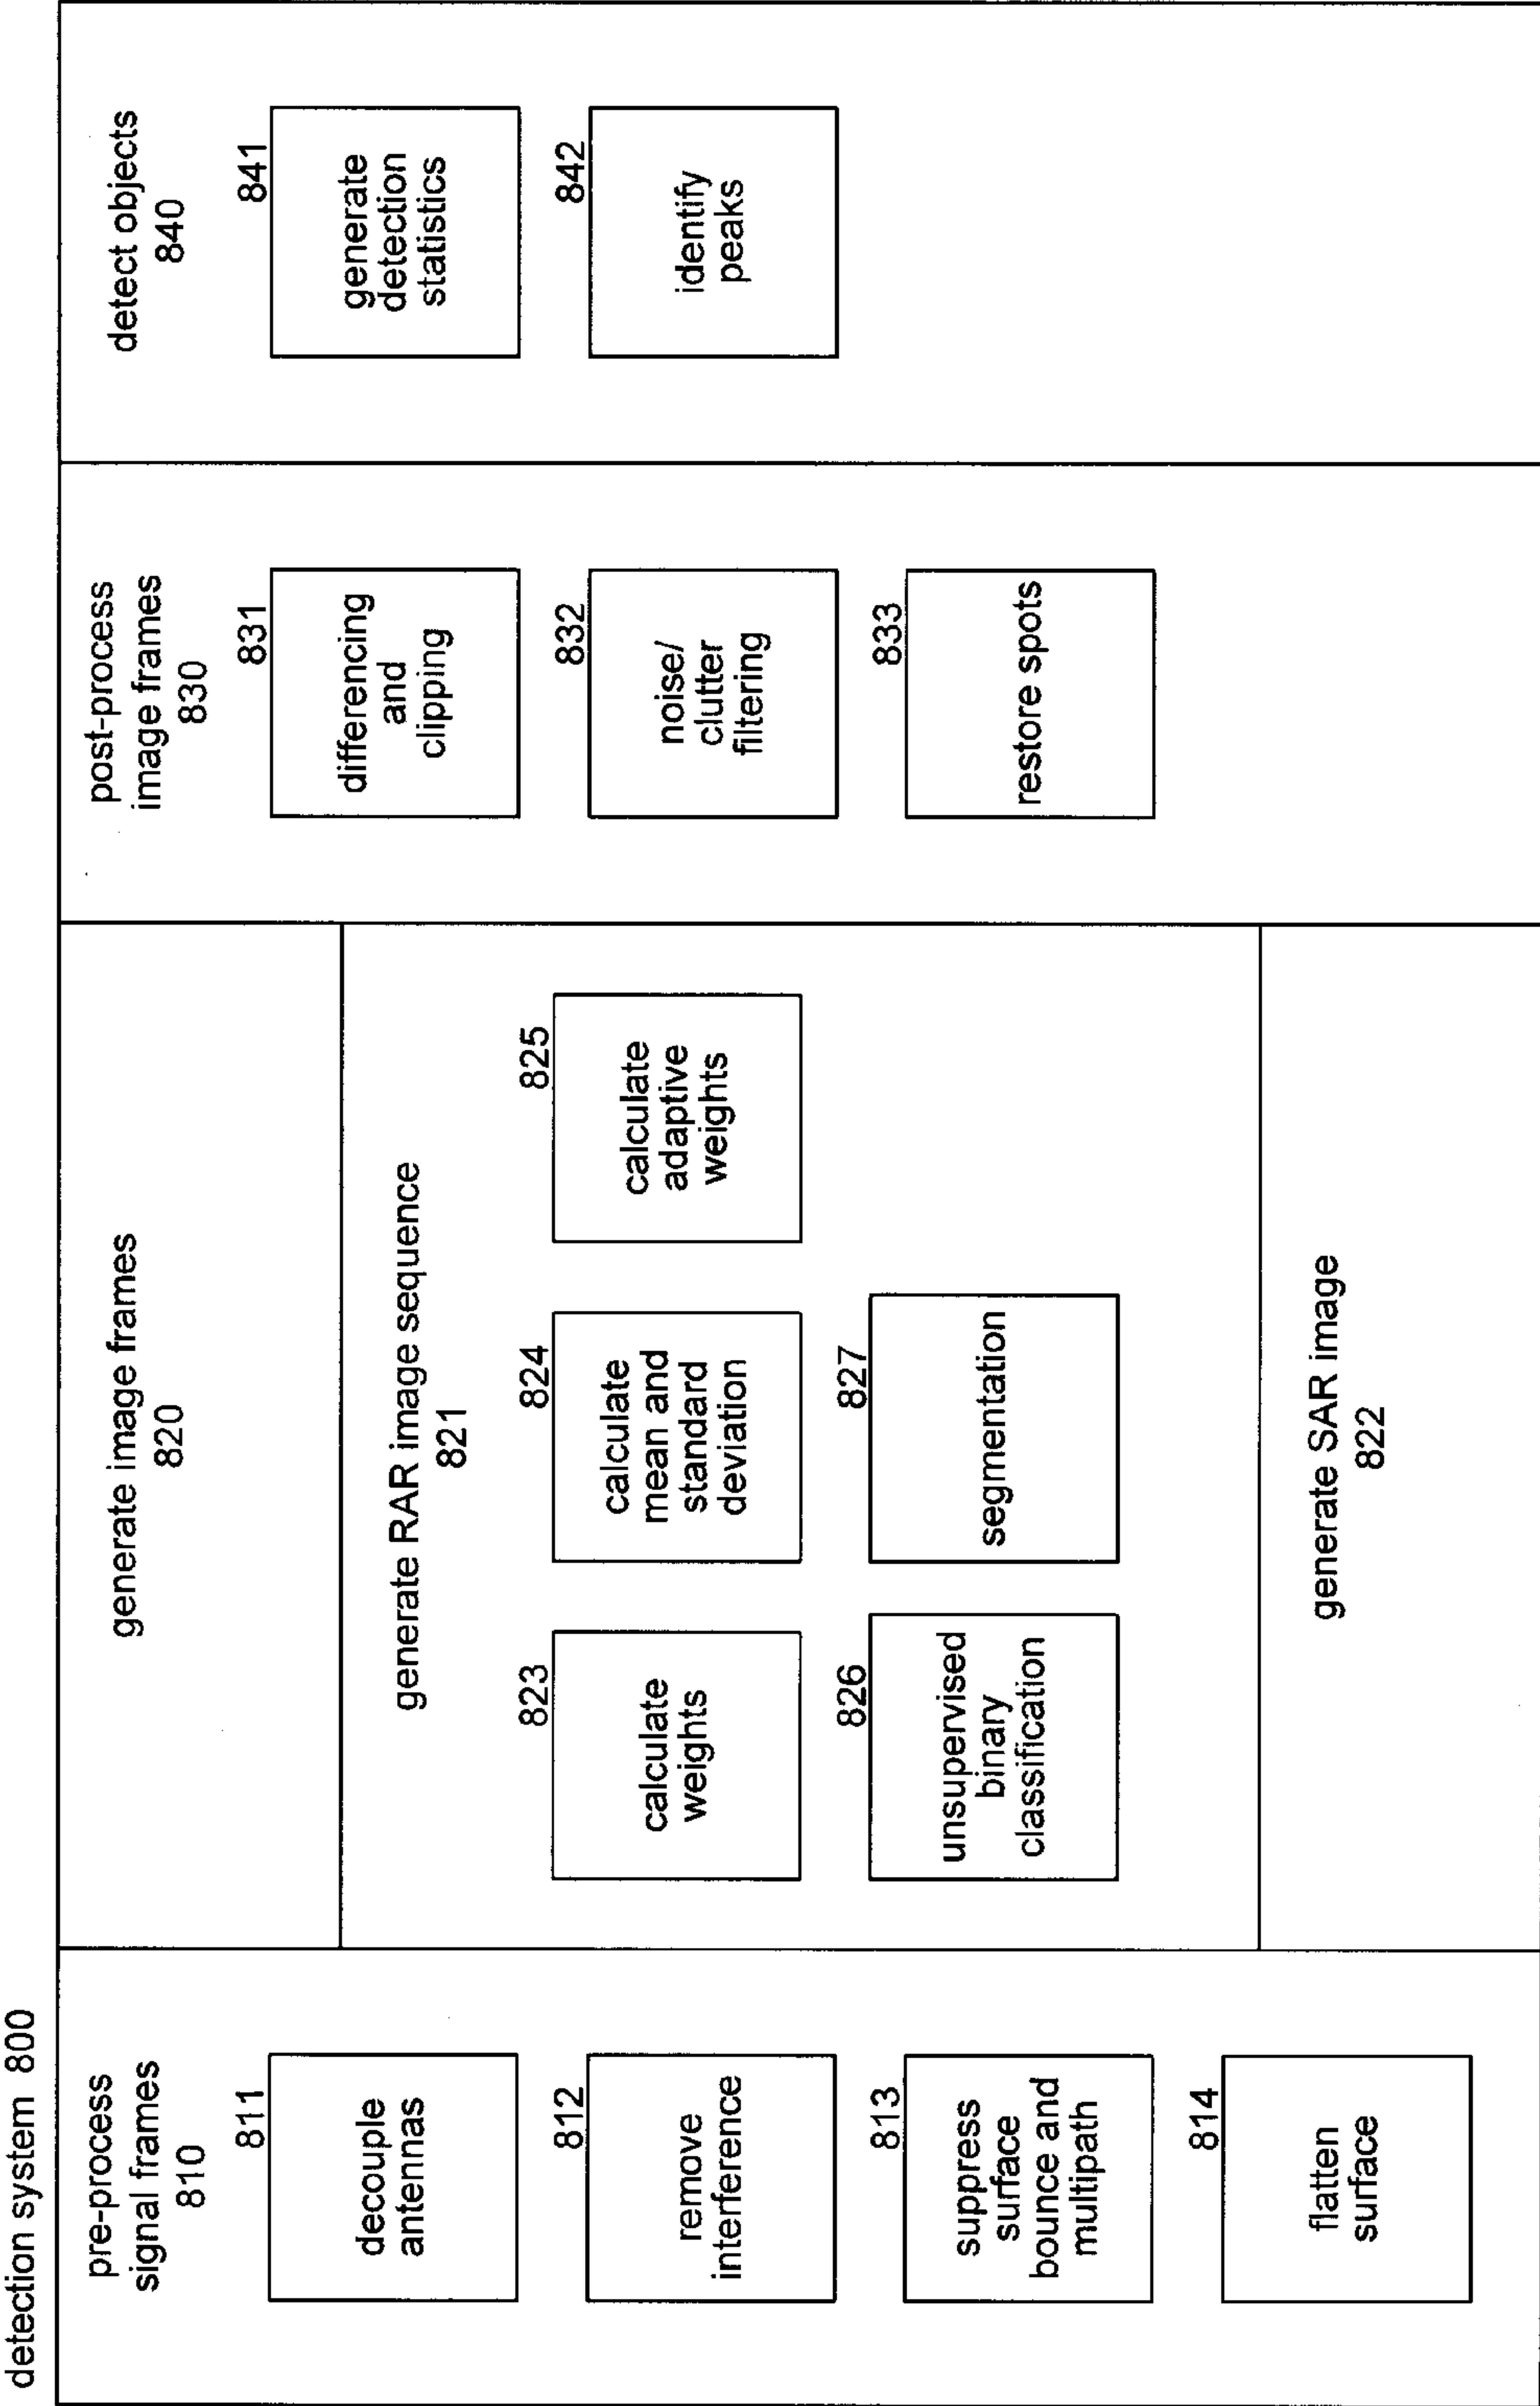 detection system 800
pre-process
signal frames
810
811
decouple
antennas
812
remove
interference
813
suppress
surface
bounce and
multipath
814
flatten
surface
generate image frames
820
generate RAR image sequence
821
823
calculate
weights
824
calculate
mean and
standard
deviation
825
calculate
adaptive
weights
826
unsupervised
binary
classification
827
segmentation
generate SAR image
822
post-process
image frames
830
831
differencing
and
clipping
832
noise/
clutter
filtering
833
restore spots
detect objects
840
841
generate
detection
statistics
842
identify
peaks